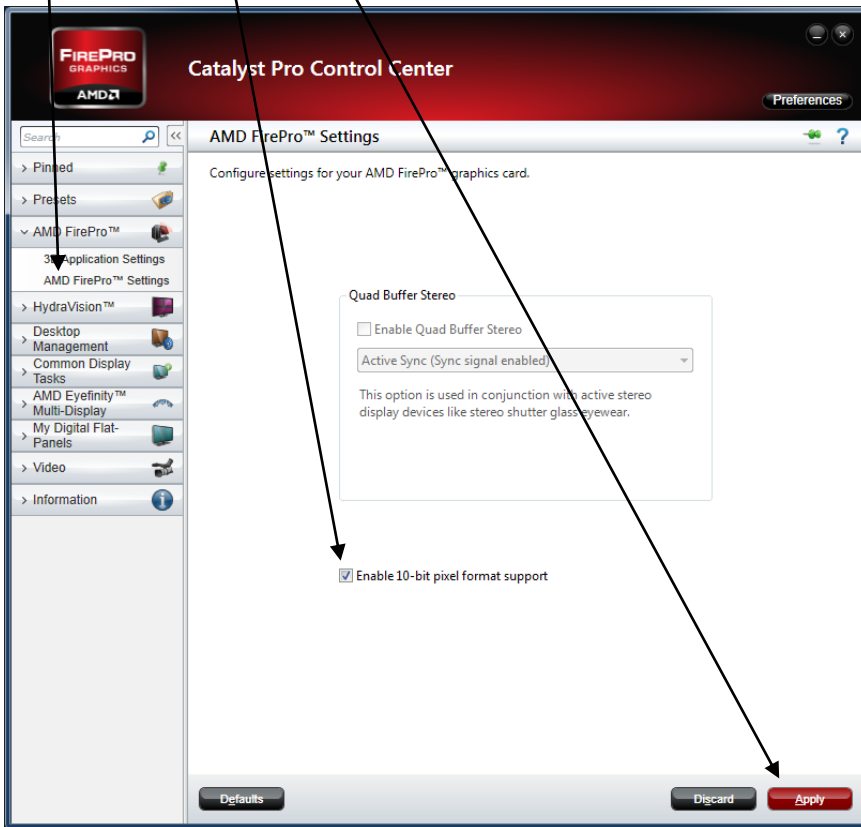 FIREPRO
GRAPHICS
AMD
Catalyst Pro Control Center
Preferences
Search
<<
AMD FirePro™ Settings
?
> Pinned
Configure settings for your AMD FirePro™ graphics card.
> Presets
AMD FirePro™
3D Application Settings
AMD FirePro™ Settings
> HydraVision™
> Desktop
Management
> Common Display
Tasks
> AMD Eyefinity™
Multi-Display
> My Digital Flat-
Panels
> Video
> Information
Quad Buffer Stereo
Enable Quad Buffer Stereo
Active Sync (Sync signal enabled)
This option is used in conjunction with active stereo
display devices like stereo shutter glass eyewear.
Enable 10-bit pixel format support
Defaults
Discard
Apply